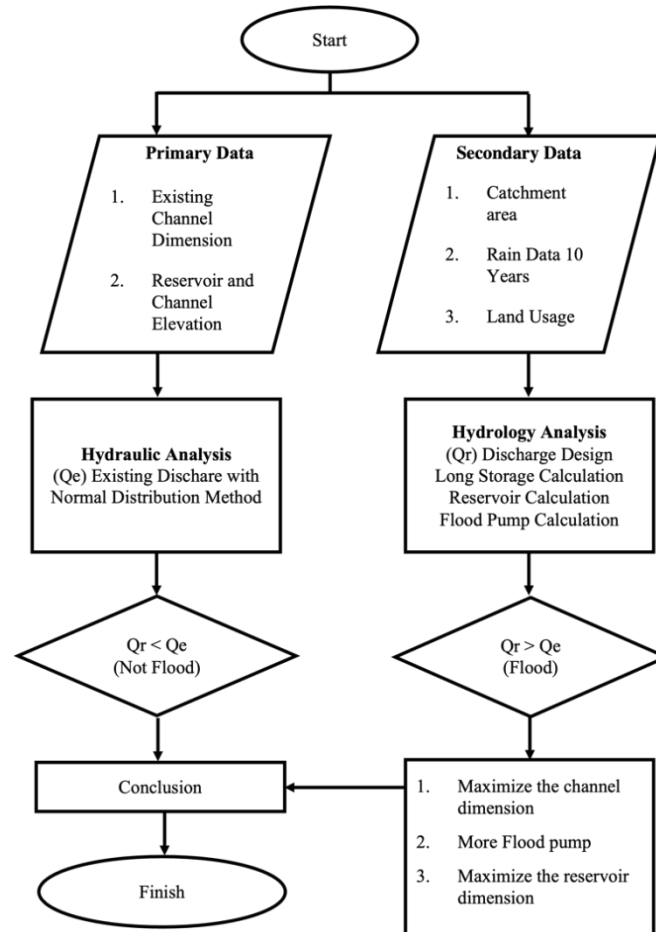 Start
Primary Data
1. Existing
Channel
Dimension
2. Reservoir and
Channel
Elevation
Secondary Data
1. Catchment
area
2. Rain Data 10
Years
3. Land Usage
Hydraulic Analysis
(Qe) Existing Dischare with
Normal Distribution Method
Hydrology Analysis
(Qr) Discharge Design
Long Storage Calculation
Reservoir Calculation
Flood Pump Calculation
Qr < Qe
(Not Flood)
Qr > Qe
(Flood)
Conclusion
1. Maximize the channel
dimension
2. More Flood pump
3. Maximize the reservoir
dimension
Finish